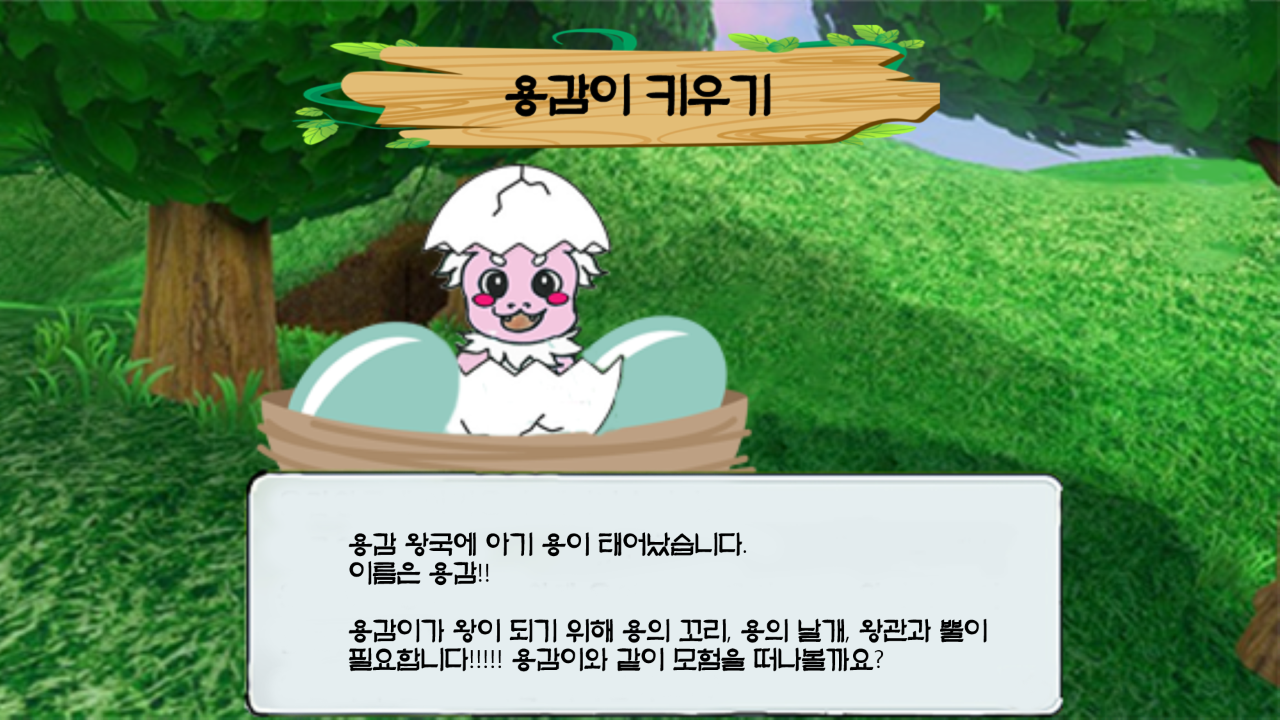 용감이 키우기
용감 왕국에 아기 용이 태어났습니다.
이름은 용감!!
용감이가 왕이 되기 위해 용의 꼬리, 용의 날개, 왕관과 뿔이
필요합니다!!!!! 용감이와 같이 모험을 떠나볼까요?